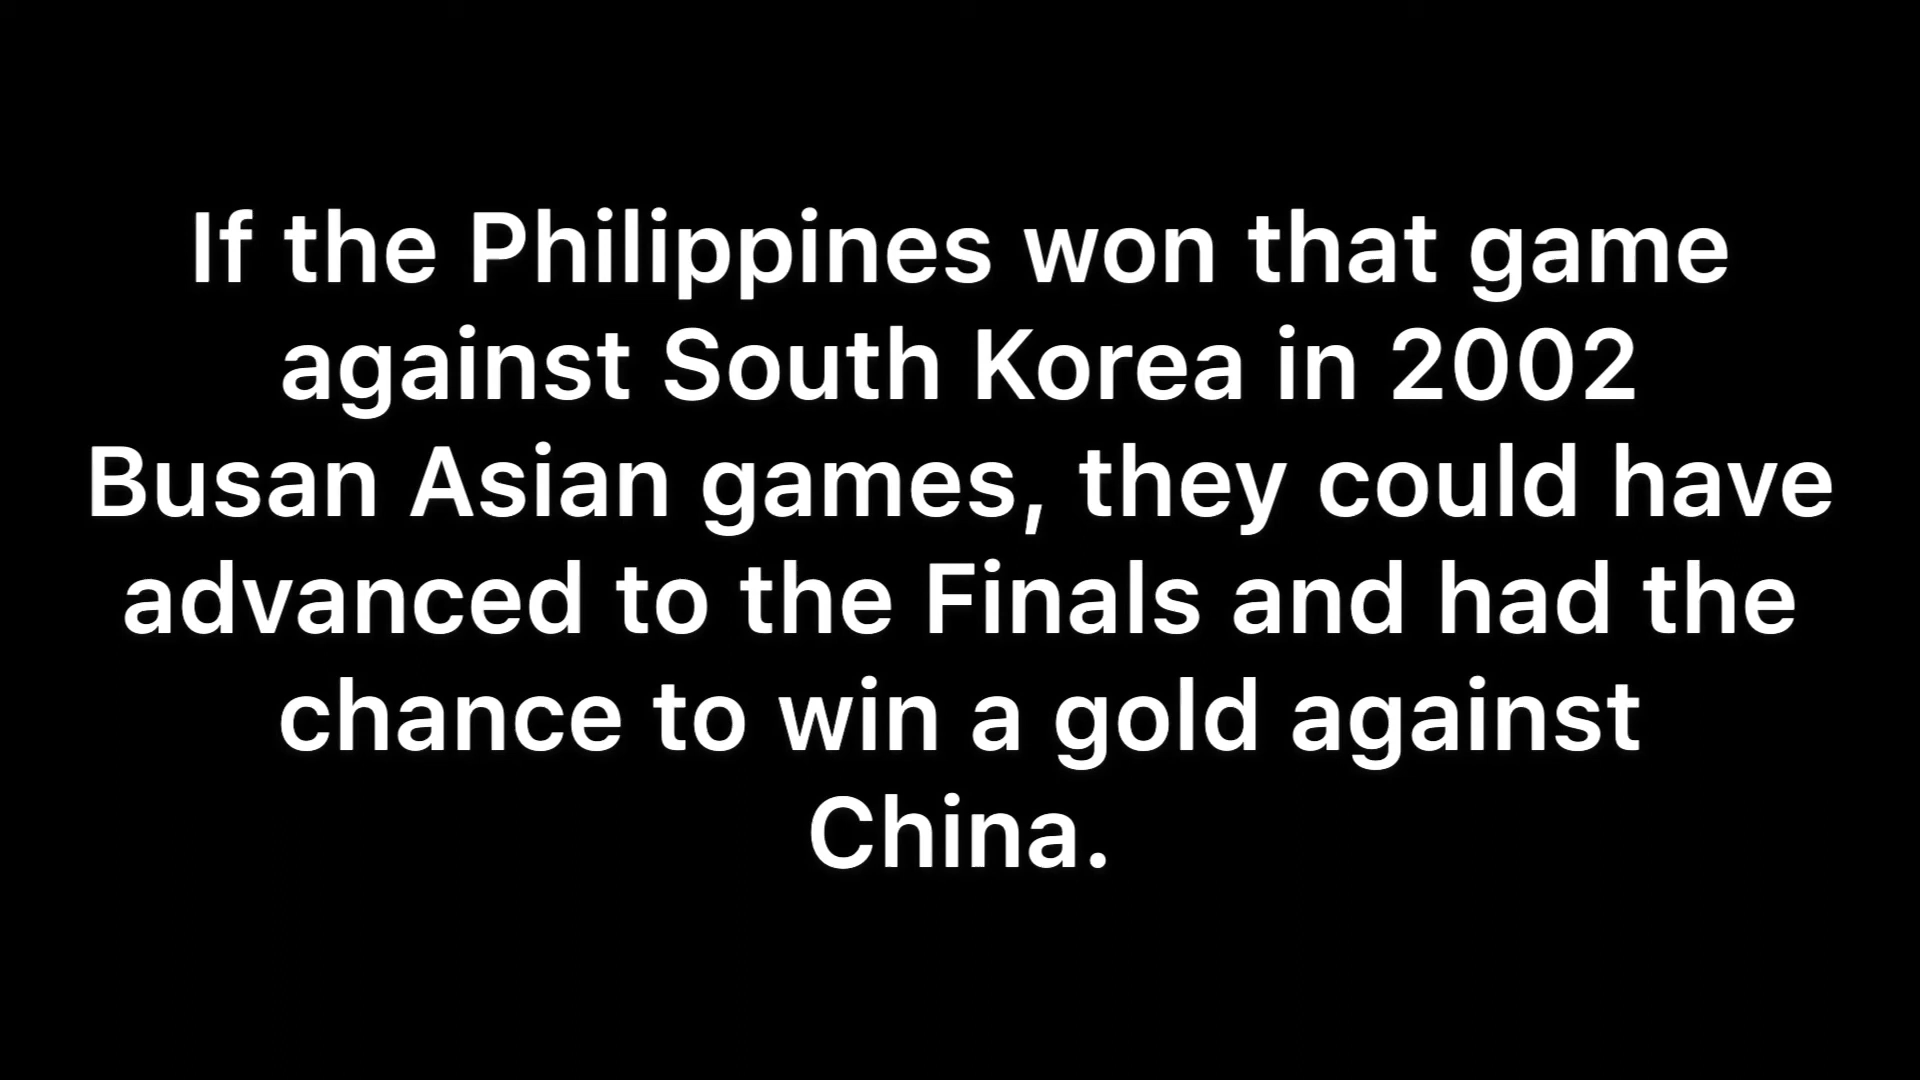 If the Philippines won that game
against South Korea in 2002
Busan Asian games, they could have
advanced to the Finals and had the
chance to win a gold against
China.